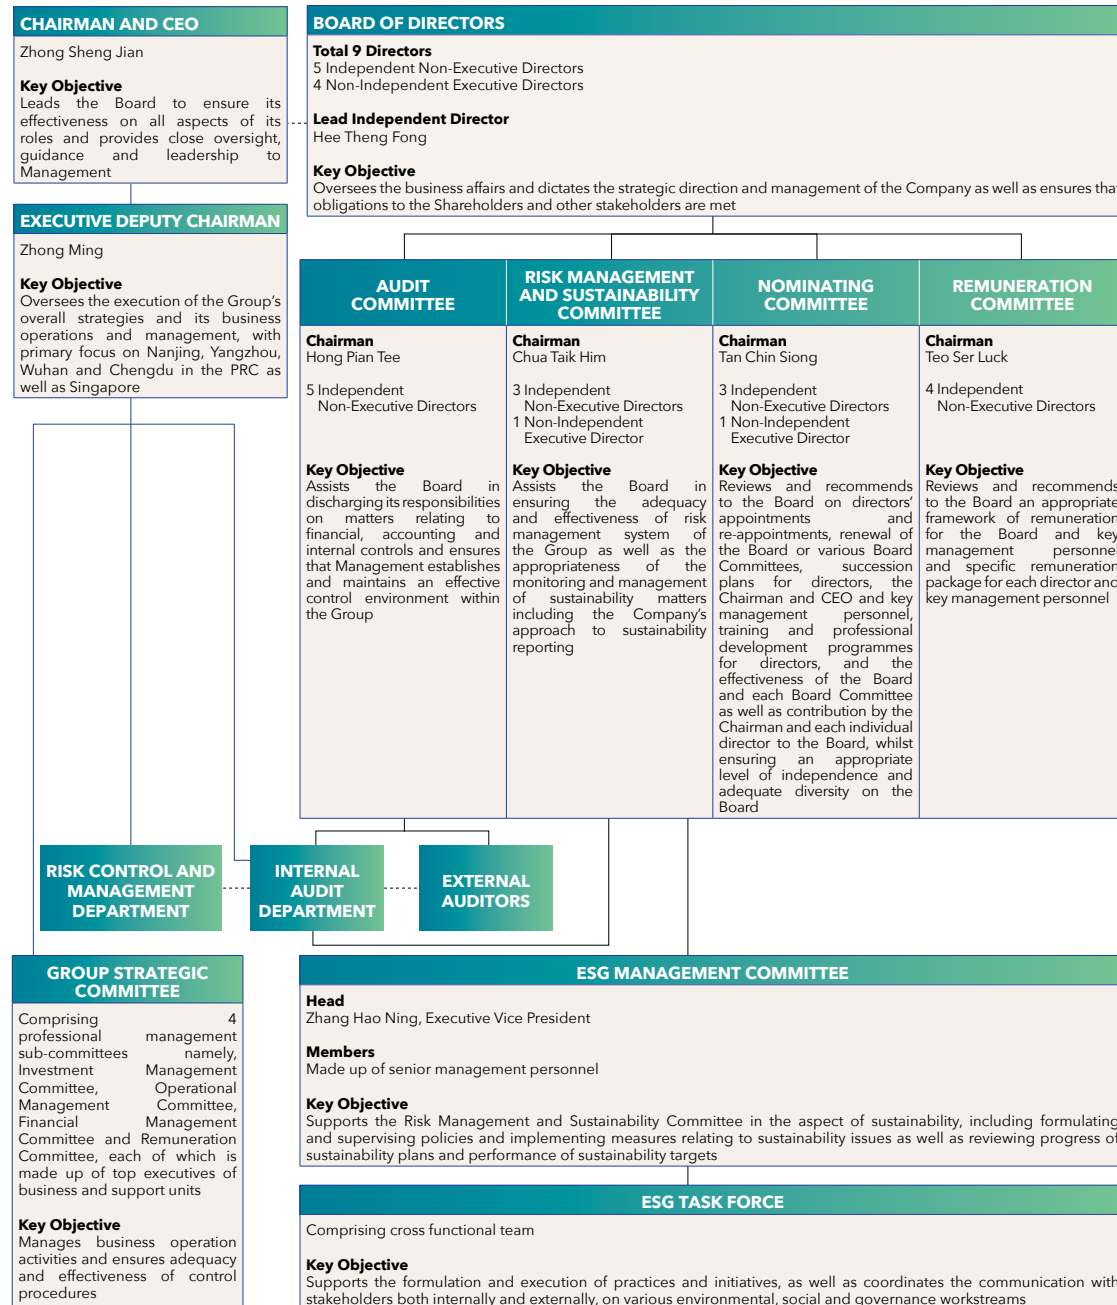 CHAIRMAN AND CEO
Zhong Sheng Jian
Key Objective
Leads the Board to ensure its
effectiveness on all aspects of its
roles and provides close oversight,
guidance and leadership to
Management
EXECUTIVE DEPUTY CHAIRMAN
Zhong Ming
Key Objective
Oversees the execution of the Group's
overall strategies and its business
operations and management, with
primary focus on Nanjing, Yangzhou,
Wuhan and Chengdu in the PRC as
well as Singapore
BOARD OF DIRECTORS
Total 9 Directors
5 Independent Non-Executive Directors
4 Non-Independent Executive Directors
Lead Independent Director
Hee Theng Fong
Key Objective
Oversees the business affairs and dictates the strategic direction and management of the Company as well as ensures that
obligations to the Shareholders and other stakeholders are met
AUDIT
COMMITTEE
Chairman
Hong Pian Tee
5 Independent
Non-Executive Directors
Key Objective
Assists the Board in
discharging its responsibilities
on matters relating to
financial, accounting and
internal controls and ensures
that Management establishes
and maintains an effective
control environment within
the Group
RISK MANAGEMENT
AND SUSTAINABILITY
COMMITTEE
Chairman
Chua Taik Him
3 Independent
Non-Executive Directors
1 Non-Independent
Executive Director
Key Objective
Assists the Board in
ensuring the adequacy
and effectiveness of risk
management system of
the Group as well as the
appropriateness of the
monitoring and management
of sustainability matters
including the Company's
approach to sustainability
reporting
NOMINATING
COMMITTEE
Chairman
Tan Chin Siong
3 Independent
Non-Executive Directors
1 Non-Independent
Executive Director
Key Objective
Reviews and recommends
to the Board on directors'
appointments and
re-appointments, renewal of
the Board or various Board
Committees, succession
plans for directors, the
Chairman and CEO and key
management personnel,
training and professional
development programmes
for directors, and the
effectiveness of the Board
and each Board Committee
as well as contribution by the
Chairman and each individual
director to the Board, whilst
ensuring an appropriate
level of independence and
adequate diversity on the
Board
REMUNERATION
COMMITTEE
Chairman
Teo Ser Luck
4 Independent
Non-Executive Directors
Key Objective
Reviews and recommends
to the Board an appropriate
framework of remuneration
for the Board and key
management personnel
and specific remuneration
package for each director and
key management personnel
RISK CONTROL AND
MANAGEMENT
DEPARTMENT
INTERNAL
AUDIT
DEPARTMENT
EXTERNAL
AUDITORS
GROUP STRATEGIC
COMMITTEE
Comprising 4
professional management
sub-committees namely,
Investment Management
Committee, Operational
Management Committee,
Financial Management
Committee and Remuneration
Committee, each of which is
made up of top executives of
business and support units
Key Objective
Manages business operation
activities and ensures adequacy
and effectiveness of control
procedures
ESG MANAGEMENT COMMITTEE
Head
Zhang Hao Ning, Executive Vice President
Members
Made up of senior management personnel
Key Objective
Supports the Risk Management and Sustainability Committee in the aspect of sustainability, including formulating
and supervising policies and implementing measures relating to sustainability issues as well as reviewing progress of
sustainability plans and performance of sustainability targets
ESG TASK FORCE
Comprising cross functional team
Key Objective
Supports the formulation and execution of practices and initiatives, as well as coordinates the communication with
stakeholders both internally and externally, on various environmental, social and governance workstreams